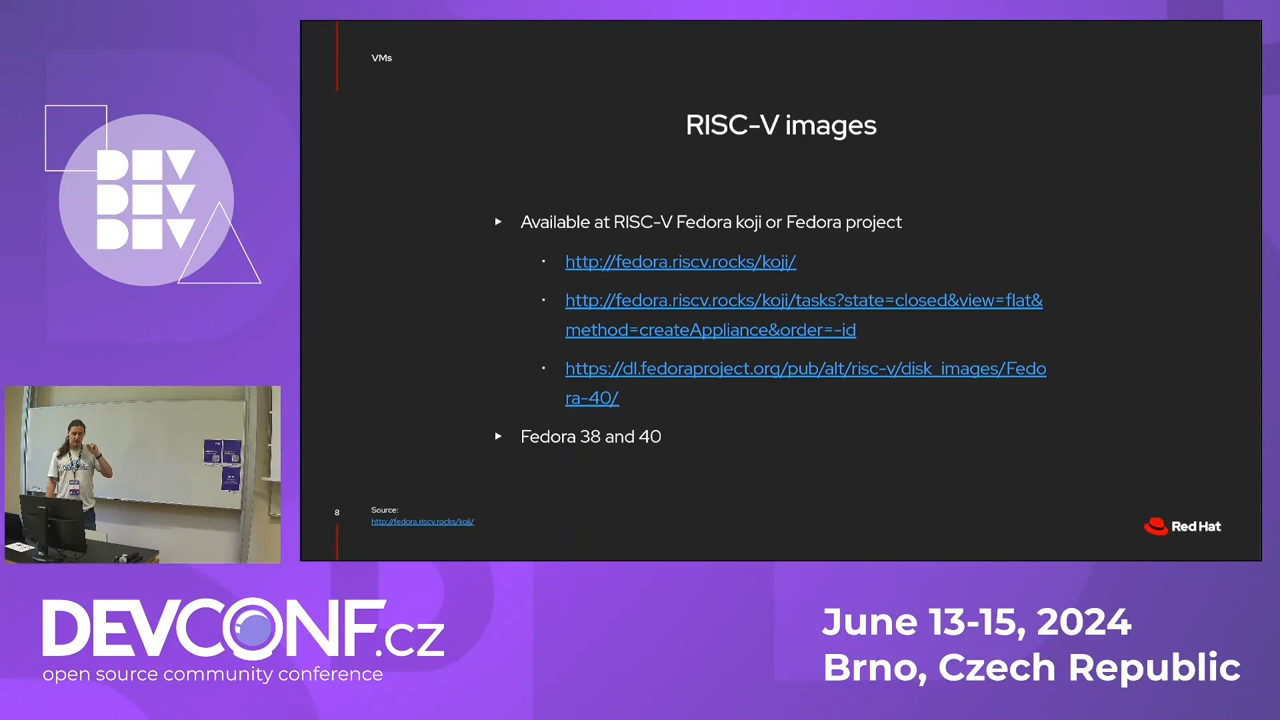 DEV
DEV
DEV
VMs
RISC-V images
Available at RISC-V Fedora koji or Fedora project
http://fedora.riscv.rocks/koji/
http://fedora.riscv.rocks/koji/tasks?state=closed&view=flat&
method=createAppliance&order=-id
https://dl.fedoraproject.org/pub/alt/risc-v/disk_images/Fedo
ra-40/
Fedora 38 and 40
8
Source:
http://fedora.riscv.rocks/koji/
Red Hat
DEVCONF.cz
open source community conference
June 13-15, 2024
Brno, Czech Republic